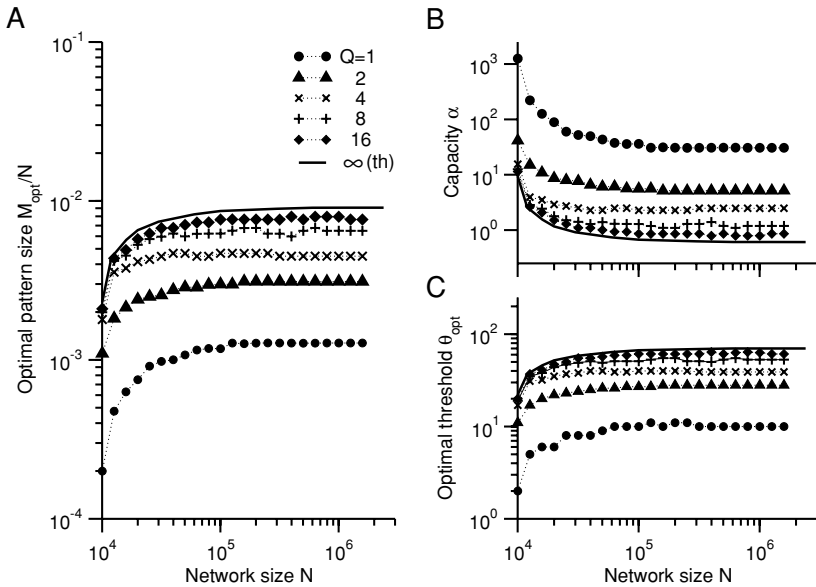 A
Optimal pattern size M_opt/N
10^-1
10^-2
10^-3
10^-4
10^4
10^5
10^6
Network size N
Q=1
2
4
8
16
∞(th)
B
Capacity α
10^3
10^2
10^1
10^0
C
Optimal threshold θ_opt
10^2
10^1
10^0
10^4
10^5
10^6
Network size N